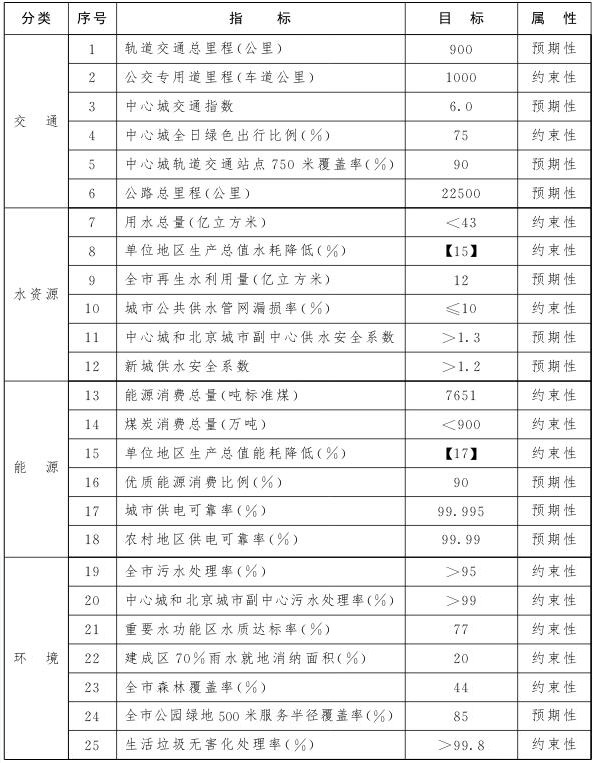 分类 序号 指标 目标 属性
交通
1 轨道交通总里程(公里) 900 预期性
2 公交专用道里程(车道公里) 1000 约束性
3 中心城交通指数 6.0 预期性
4 中心城全日绿色出行比例(%) 75 约束性
5 中心城轨道交通站点750米覆盖率(%) 90 预期性
6 公路总里程(公里) 22500 预期性
水资源
7 用水总量(亿立方米) <43 约束性
8 单位地区生产总值水耗降低(%) 【15】 约束性
9 全市再生水利用量(亿立方米) 12 预期性
10 城市公共供水管网漏损率(%) ≤10 约束性
11 中心城和北京城市副中心供水安全系数 >1.3 预期性
12 新城供水安全系数 >1.2 预期性
能源
13 能源消费总量(吨标准煤) 7651 约束性
14 煤炭消费总量(万吨) <900 约束性
15 单位地区生产总值能耗降低(%) 【17】 约束性
16 优质能源消费比例(%) 90 预期性
17 城市供电可靠率(%) 99.995 预期性
18 农村地区供电可靠率(%) 99.99 预期性
环境
19 全市污水处理率(%) >95 约束性
20 中心城和北京城市副中心污水处理率(%) >99 约束性
21 重要水功能区水质达标率(%) 77 约束性
22 建成区70%雨水就地消纳面积(%) 20 约束性
23 全市森林覆盖率(%) 44 约束性
24 全市公园绿地500米服务半径覆盖率(%) 85 预期性
25 生活垃圾无害化处理率(%) >99.8 约束性